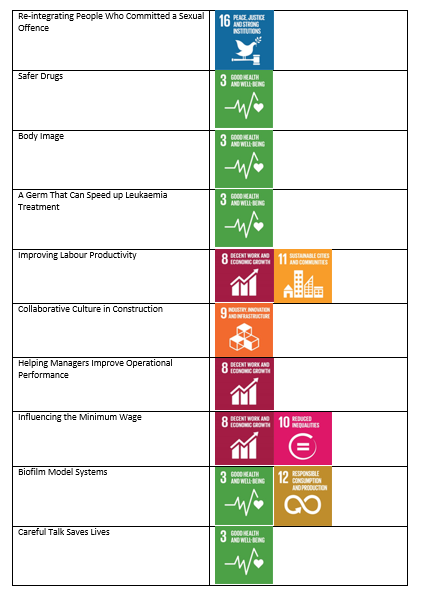 Re-integrating People Who Committed a Sexual
Offence
16 PEACE, JUSTICE
AND STRONG
INSTITUTIONS
Safer Drugs
3 GOOD HEALTH
AND WELL-BEING
Body Image
3 GOOD HEALTH
AND WELL-BEING
A Germ That Can Speed up Leukaemia
Treatment
3 GOOD HEALTH
AND WELL-BEING
Improving Labour Productivity
8 DECENT WORK AND
ECONOMIC GROWTH
11 SUSTAINABLE CITIES
AND COMMUNITIES
Collaborative Culture in Construction
9 INDUSTRY, INNOVATION
AND INFRASTRUCTURE
Helping Managers Improve Operational
Performance
8 DECENT WORK AND
ECONOMIC GROWTH
Influencing the Minimum Wage
8 DECENT WORK AND
ECONOMIC GROWTH
10 REDUCED
INEQUALITIES
Biofilm Model Systems
3 GOOD HEALTH
AND WELL-BEING
12 RESPONSIBLE
CONSUMPTION
AND PRODUCTION
Careful Talk Saves Lives
3 GOOD HEALTH
AND WELL-BEING